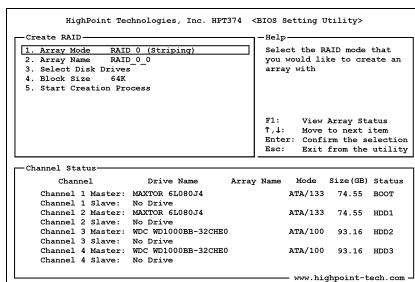 HighPoint Technologies, Inc. HPT374 <BIOS Setting Utility>
Create RAID
1. Array Mode RAID 0 (Striping)
2. Array Name RAID_0_0
3. Select Disk Drives
4. Block Size 64K
5. Start Creation Process
Help
Select the RAID mode that
you would like to create an
array with
F1: View Array Status
↑,↓: Move to next item
Enter: Confirm the selection
Esc: Exit from the utility
Channel Status
Channel Drive Name Array Name Mode Size(GB) Status
Channel 1 Master: MAXTOR 6L080J4 ATA/133 74.55 BOOT
Channel 1 Slave: No Drive
Channel 2 Master: MAXTOR 6L080J4 ATA/133 74.55 HDD1
Channel 2 Slave: No Drive
Channel 3 Master: WDC WD1000BB-32CHE0 ATA/100 93.16 HDD2
Channel 3 Slave: No Drive
Channel 4 Master: WDC WD1000BB-32CHE0 ATA/100 93.16 HDD3
Channel 4 Slave: No Drive
www.highpoint-tech.com